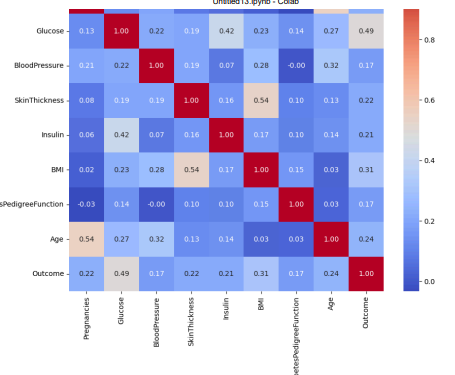 Untitled13.ipynb - Colab
Glucose 0.13 1.00 0.22 0.19 0.42 0.23 0.14 0.27 0.49
BloodPressure 0.21 0.22 1.00 0.19 0.07 0.28 -0.00 0.32 0.17
SkinThickness 0.08 0.19 0.19 1.00 0.16 0.54 0.10 0.13 0.22
Insulin 0.06 0.42 0.07 0.16 1.00 0.17 0.10 0.14 0.21
BMI 0.02 0.23 0.28 0.54 0.17 1.00 0.15 0.03 0.31
sPedigreeFunction -0.03 0.14 -0.00 0.10 0.10 0.15 1.00 0.03 0.17
Age 0.54 0.27 0.32 0.13 0.14 0.03 0.03 1.00 0.24
Outcome 0.22 0.49 0.17 0.22 0.21 0.31 0.17 0.24 1.00
Pregnancies
Glucose
BloodPressure
SkinThickness
Insulin
BMI
etesPedigreeFunction
Age
Outcome
0.8
0.6
0.4
0.2
0.0